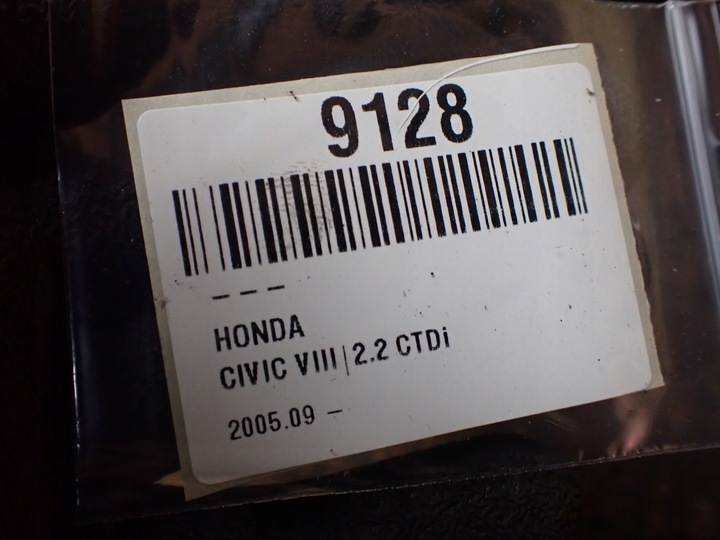 9128
– – –
HONDA
CIVIC VIII | 2.2 CTDi
2005.09 –